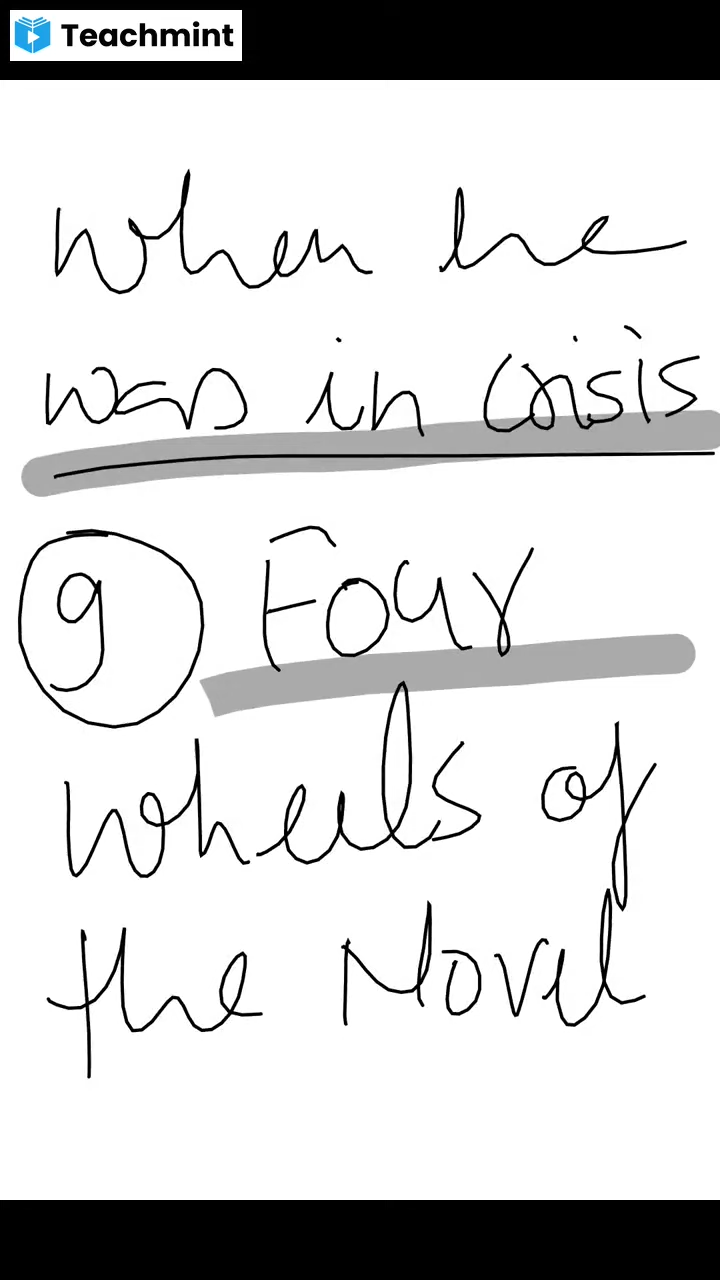 Teachmint
when he
was in crisis
9 Four
wheels of
the Novel